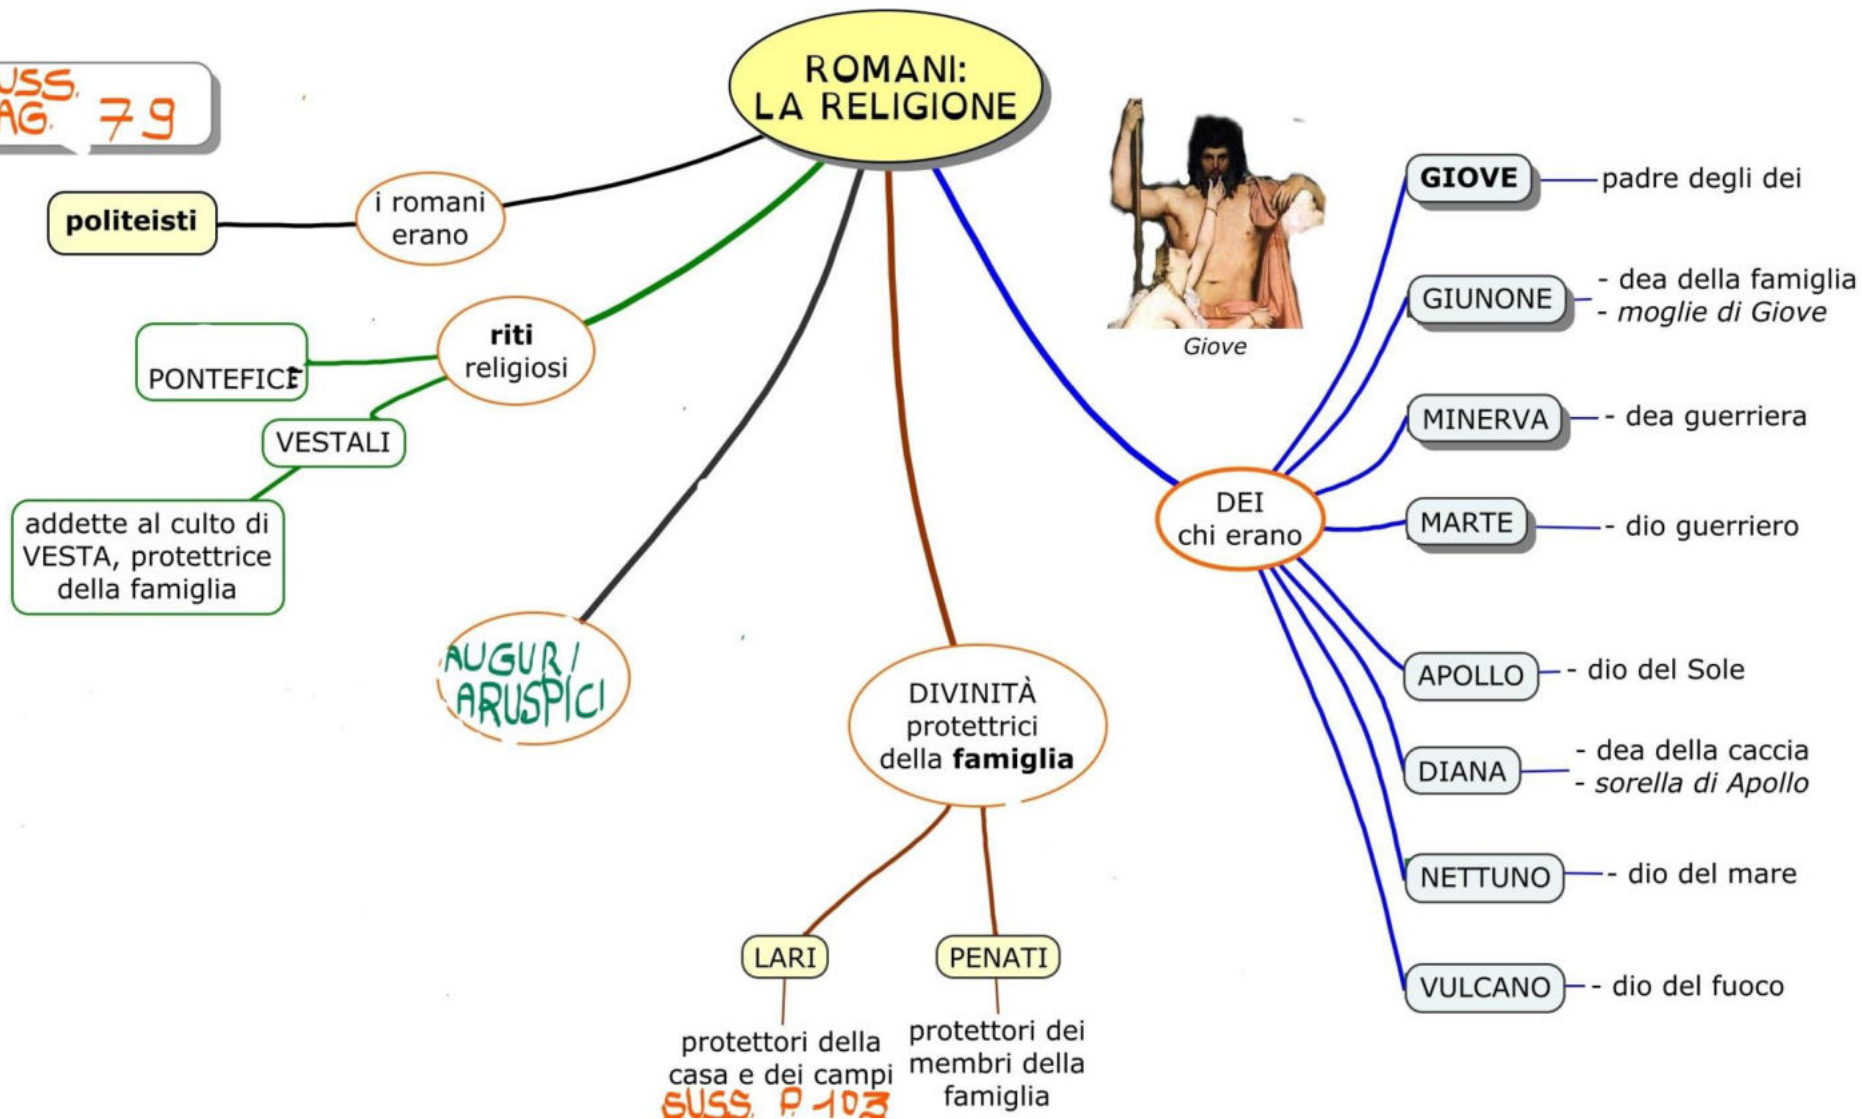 ROMANI:
LA RELIGIONE
USS.
AG. 79
i romani
erano
politeisti
riti
religiosi
PONTEFICE
VESTALI
addette al culto di
VESTA, protettrice
della famiglia
AUGURI
ARUSPICI
DIVINITÀ
protettrici
della famiglia
LARI
protettori della
casa e dei campi
SUSS. P. 103
PENATI
protettori dei
membri della
famiglia
Giove
DEI
chi erano
GIOVE
padre degli dei
GIUNONE
- dea della famiglia
- moglie di Giove
MINERVA
- dea guerriera
MARTE
- dio guerriero
APOLLO
- dio del Sole
DIANA
- dea della caccia
- sorella di Apollo
NETTUNO
- dio del mare
VULCANO
- dio del fuoco